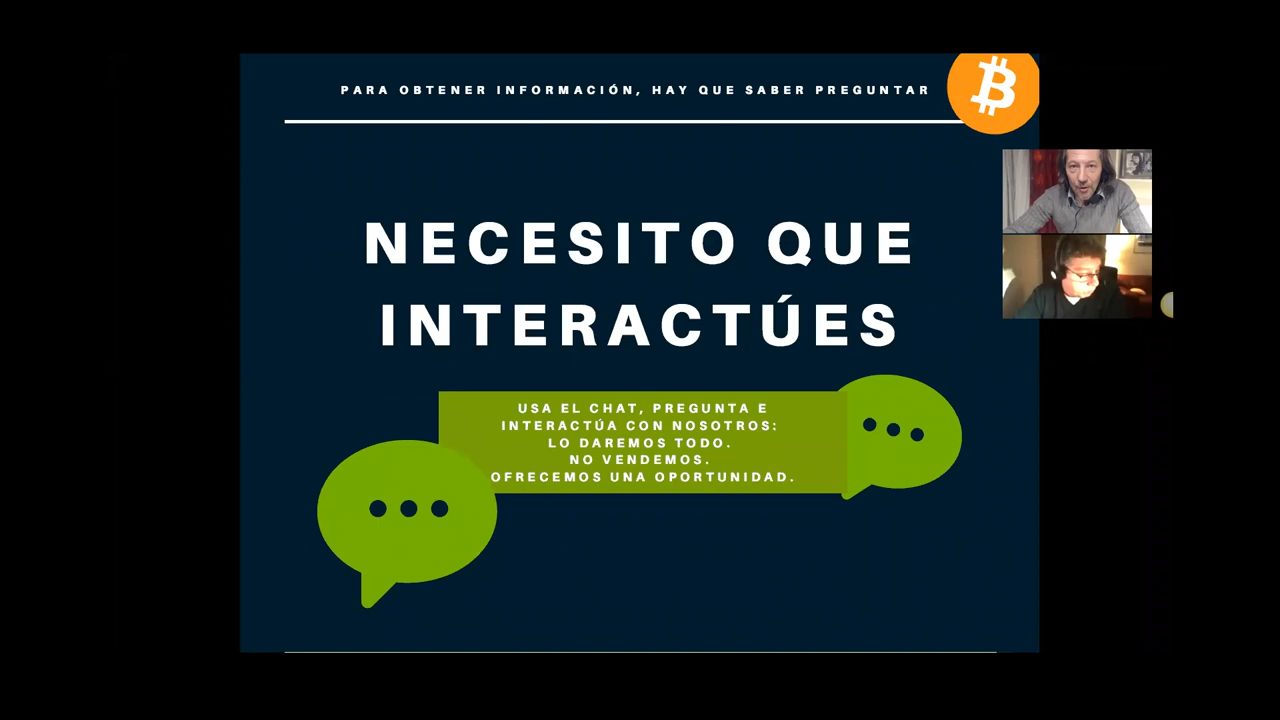 PARA OBTENER INFORMACIÓN, HAY QUE SABER PREGUNTAR
NECESITO QUE
INTERACTÚES
USA EL CHAT, PREGUNTA E
INTERACTÚA CON NOSOTROS:
LO DAREMOS TODO.
NO VENDEMOS.
OFRECEMOS UNA OPORTUNIDAD.